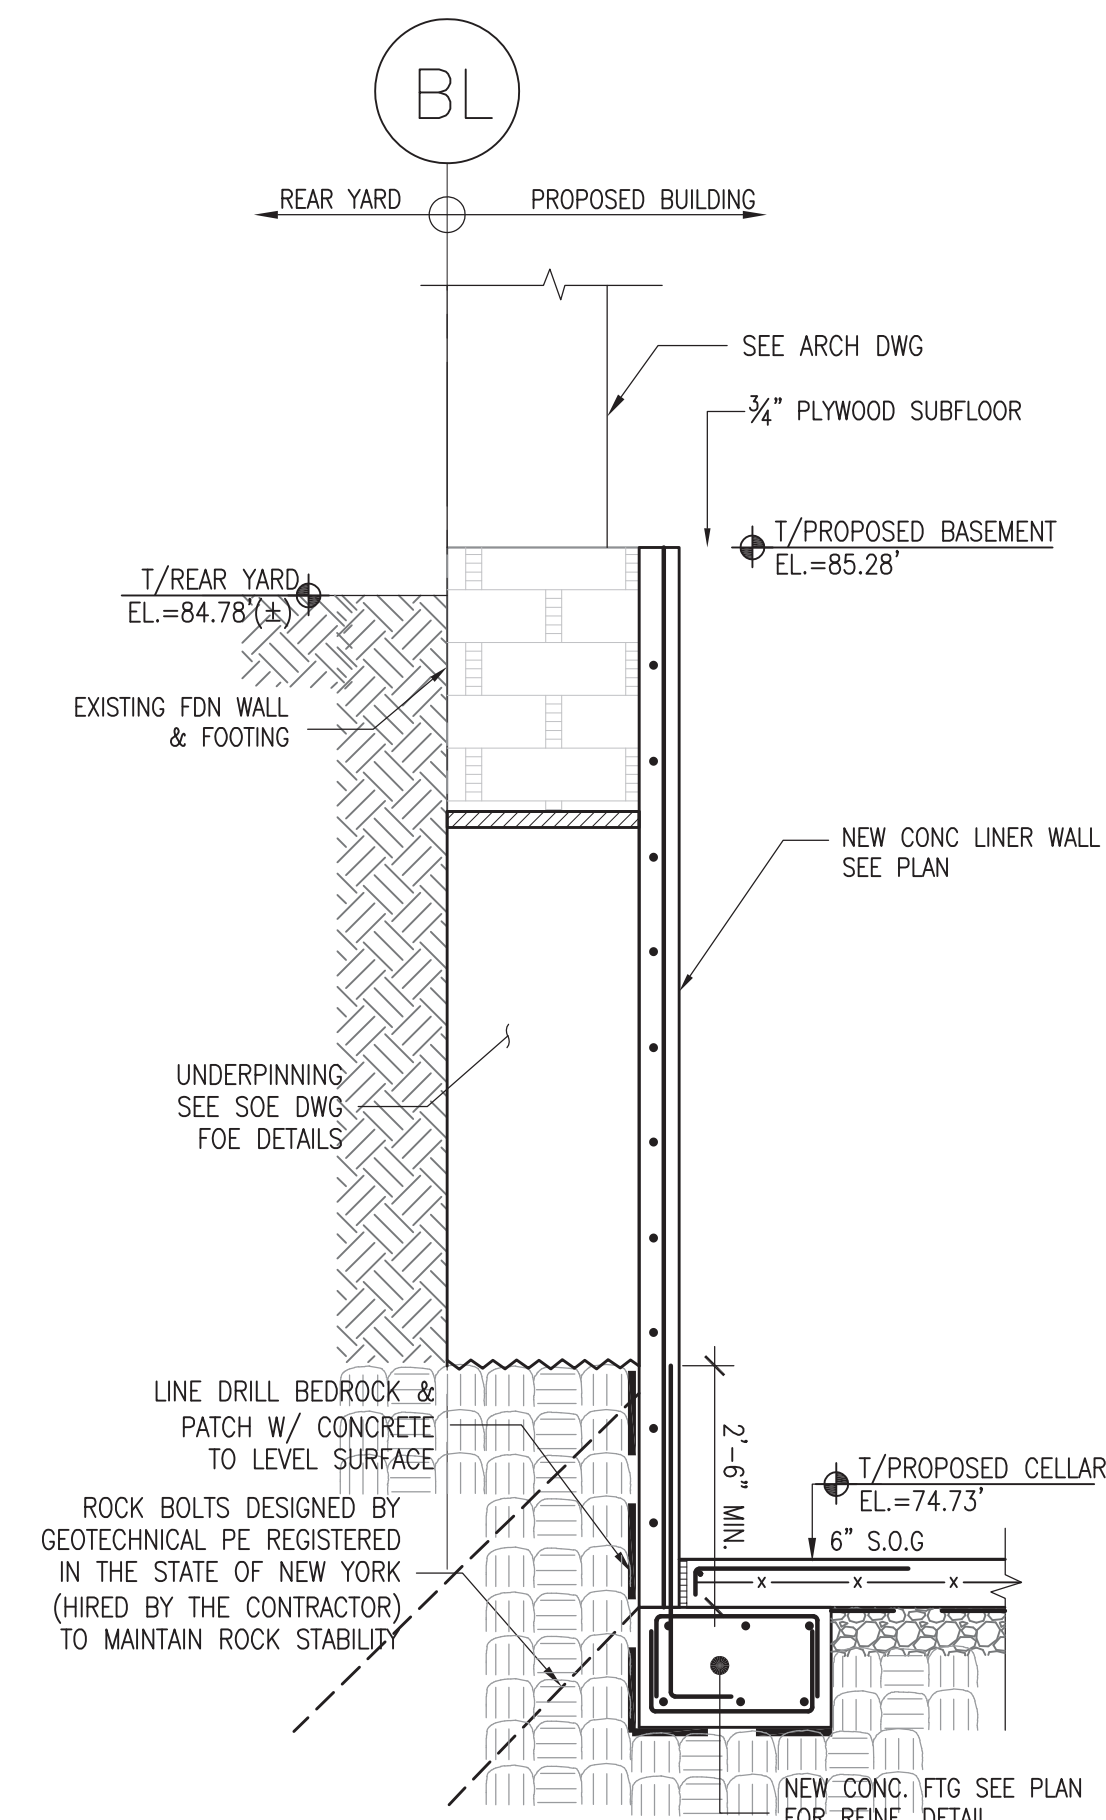 BL
REAR YARD
PROPOSED BUILDING
SEE ARCH DWG
3/4" PLYWOOD SUBFLOOR
T/PROPOSED BASEMENT
EL.=85.28'
T/REAR YARD
EL.=84.78'(±)
EXISTING FDN WALL
& FOOTING
NEW CONC LINER WALL
SEE PLAN
UNDERPINNING
SEE SOE DWG
FOE DETAILS
LINE DRILL BEDROCK &
PATCH W/ CONCRETE
TO LEVEL SURFACE
2'-6" MIN.
T/PROPOSED CELLAR
EL.=74.73'
6" S.O.G
ROCK BOLTS DESIGNED BY
GEOTECHNICAL PE REGISTERED
IN THE STATE OF NEW YORK
(HIRED BY THE CONTRACTOR)
TO MAINTAIN ROCK STABILITY
x x x
NEW CONC. FTG SEE PLAN
FOR REINF. DETAIL